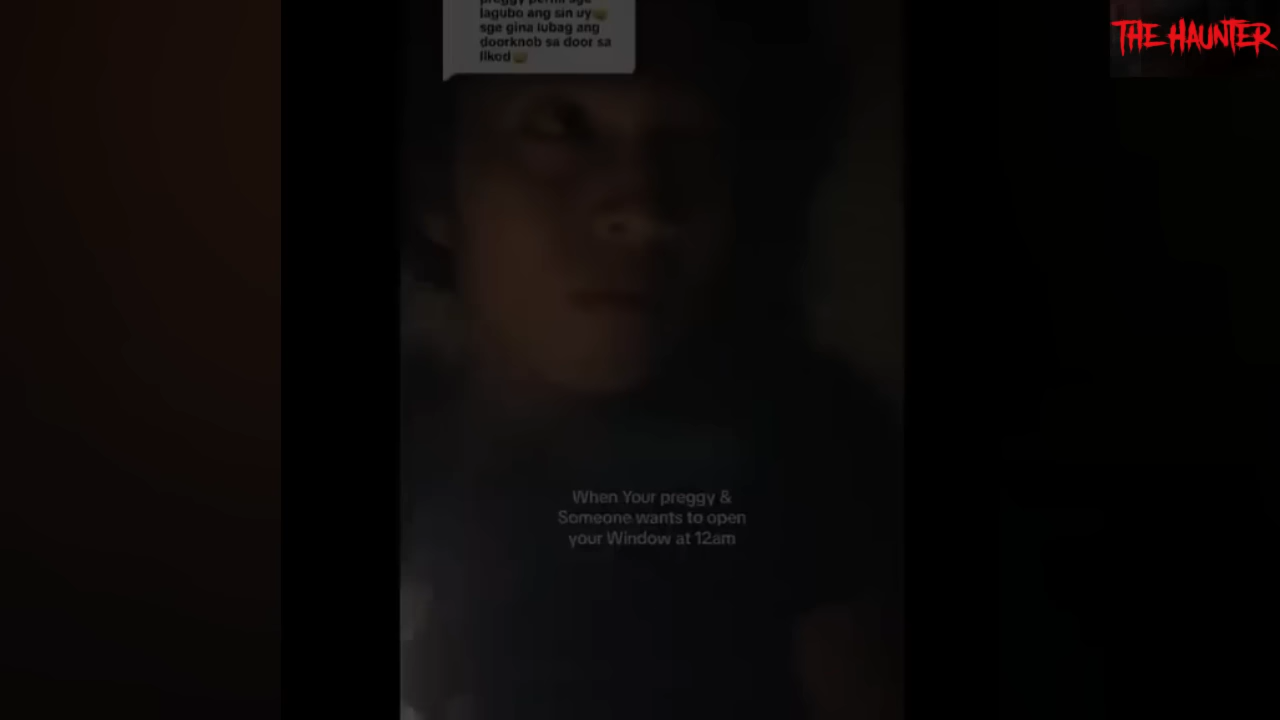 THE HAUNTER
lagubo ang sin uy
sge gina lubag ang
doorknob sa door sa
likod
When Your preggy &
Someone wants to open
your Window at 12am